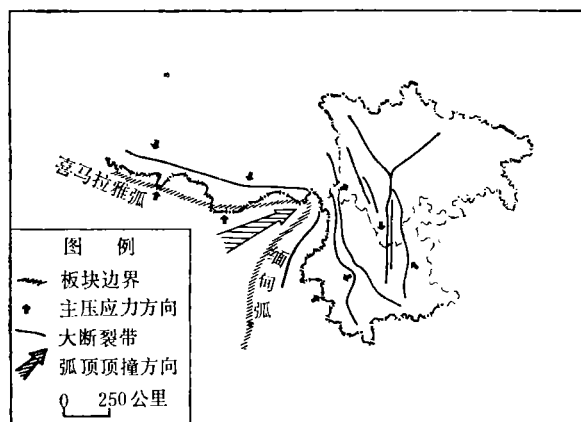 喜马拉雅弧
缅甸弧
图 例
板块边界
主压应力方向
大断裂带
弧顶顶撞方向
0 250公里